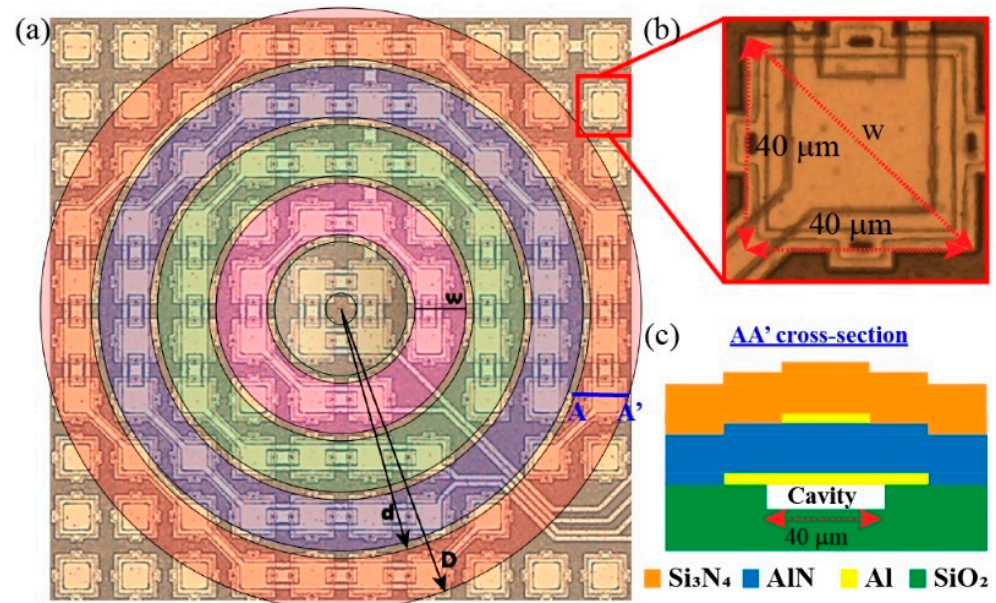 (a)
w
A A'
d
D
(b)
w
40 μm
40 μm
(c)
AA' cross-section
Cavity
40 μm
Si₃N₄ AlN Al SiO₂